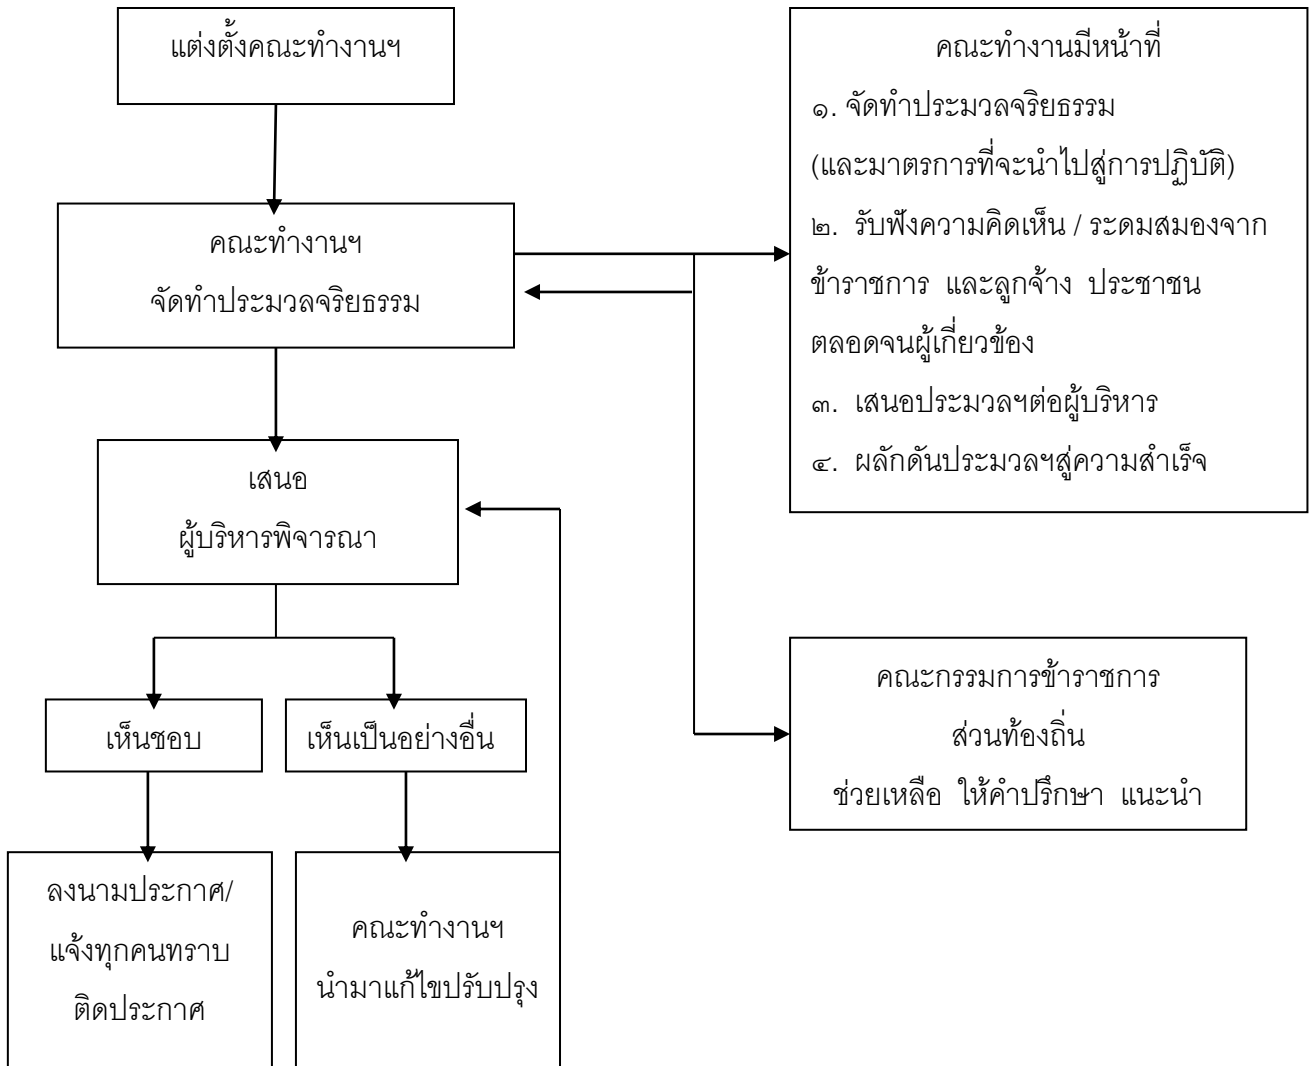 แต่งตั้งคณะทำงานฯ
คณะทำงานฯ
จัดทำประมวลจริยธรรม
เสนอ
ผู้บริหารพิจารณา
เห็นชอบ
เห็นเป็นอย่างอื่น
ลงนามประกาศ/
แจ้งทุกคนทราบ
ติดประกาศ
คณะทำงานฯ
นำมาแก้ไขปรับปรุง
คณะทำงานมีหน้าที่
๑. จัดทำประมวลจริยธรรม
(และมาตรการที่จะนำไปสู่การปฏิบัติ)
๒. รับฟังความคิดเห็น / ระดมสมองจาก
ข้าราชการ และลูกจ้าง ประชาชน
ตลอดจนผู้เกี่ยวข้อง
๓. เสนอประมวลฯต่อผู้บริหาร
๔. ผลักดันประมวลฯสู่ความสำเร็จ
คณะกรรมการข้าราชการ
ส่วนท้องถิ่น
ช่วยเหลือ ให้คำปรึกษา แนะนำ